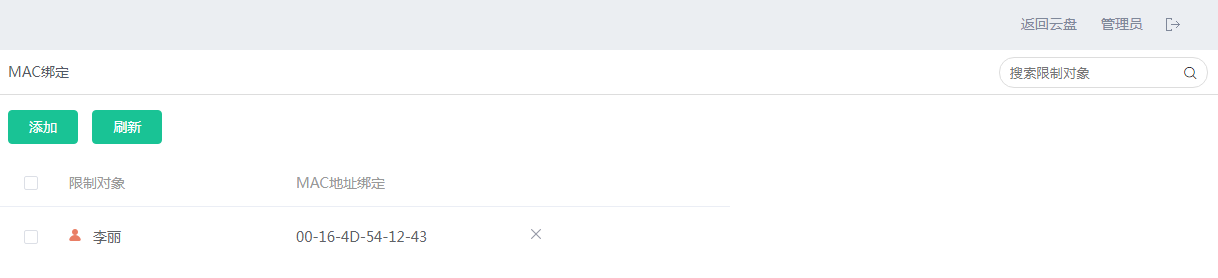 返回云盘 管理员
MAC绑定 搜索限制对象
添加 刷新
限制对象 MAC地址绑定
李丽 00-16-4D-54-12-43